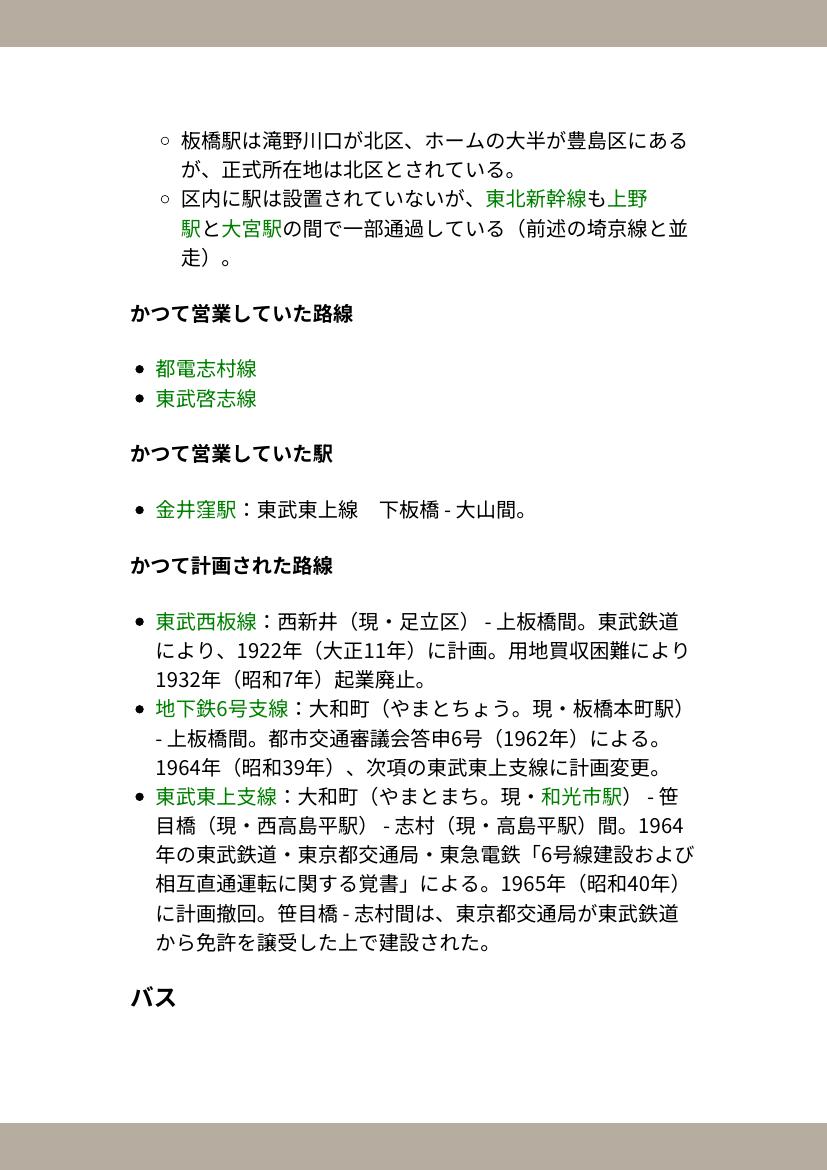 板橋駅は滝野川口が北区、ホームの大半が豊島区にある
が、正式所在地は北区とされている。
区内に駅は設置されていないが、東北新幹線も上野
駅と大宮駅の間で一部通過している（前述の埼京線と並
走）。
かつて営業していた路線
都電志村線
東武啓志線
かつて営業していた駅
金井窪駅：東武東上線　下板橋 - 大山間。
かつて計画された路線
東武西板線：西新井（現・足立区） - 上板橋間。東武鉄道
により、1922年（大正11年）に計画。用地買収困難により
1932年（昭和7年）起業廃止。
地下鉄6号支線：大和町（やまとちょう。現・板橋本町駅）
- 上板橋間。都市交通審議会答申6号（1962年）による。
1964年（昭和39年）、次項の東武東上支線に計画変更。
東武東上支線：大和町（やまとまち。現・和光市駅） - 笹
目橋（現・西高島平駅） - 志村（現・高島平駅）間。1964
年の東武鉄道・東京都交通局・東急電鉄「6号線建設および
相互直通運転に関する覚書」による。1965年（昭和40年）
に計画撤回。笹目橋 - 志村間は、東京都交通局が東武鉄道
から免許を譲受した上で建設された。
バス